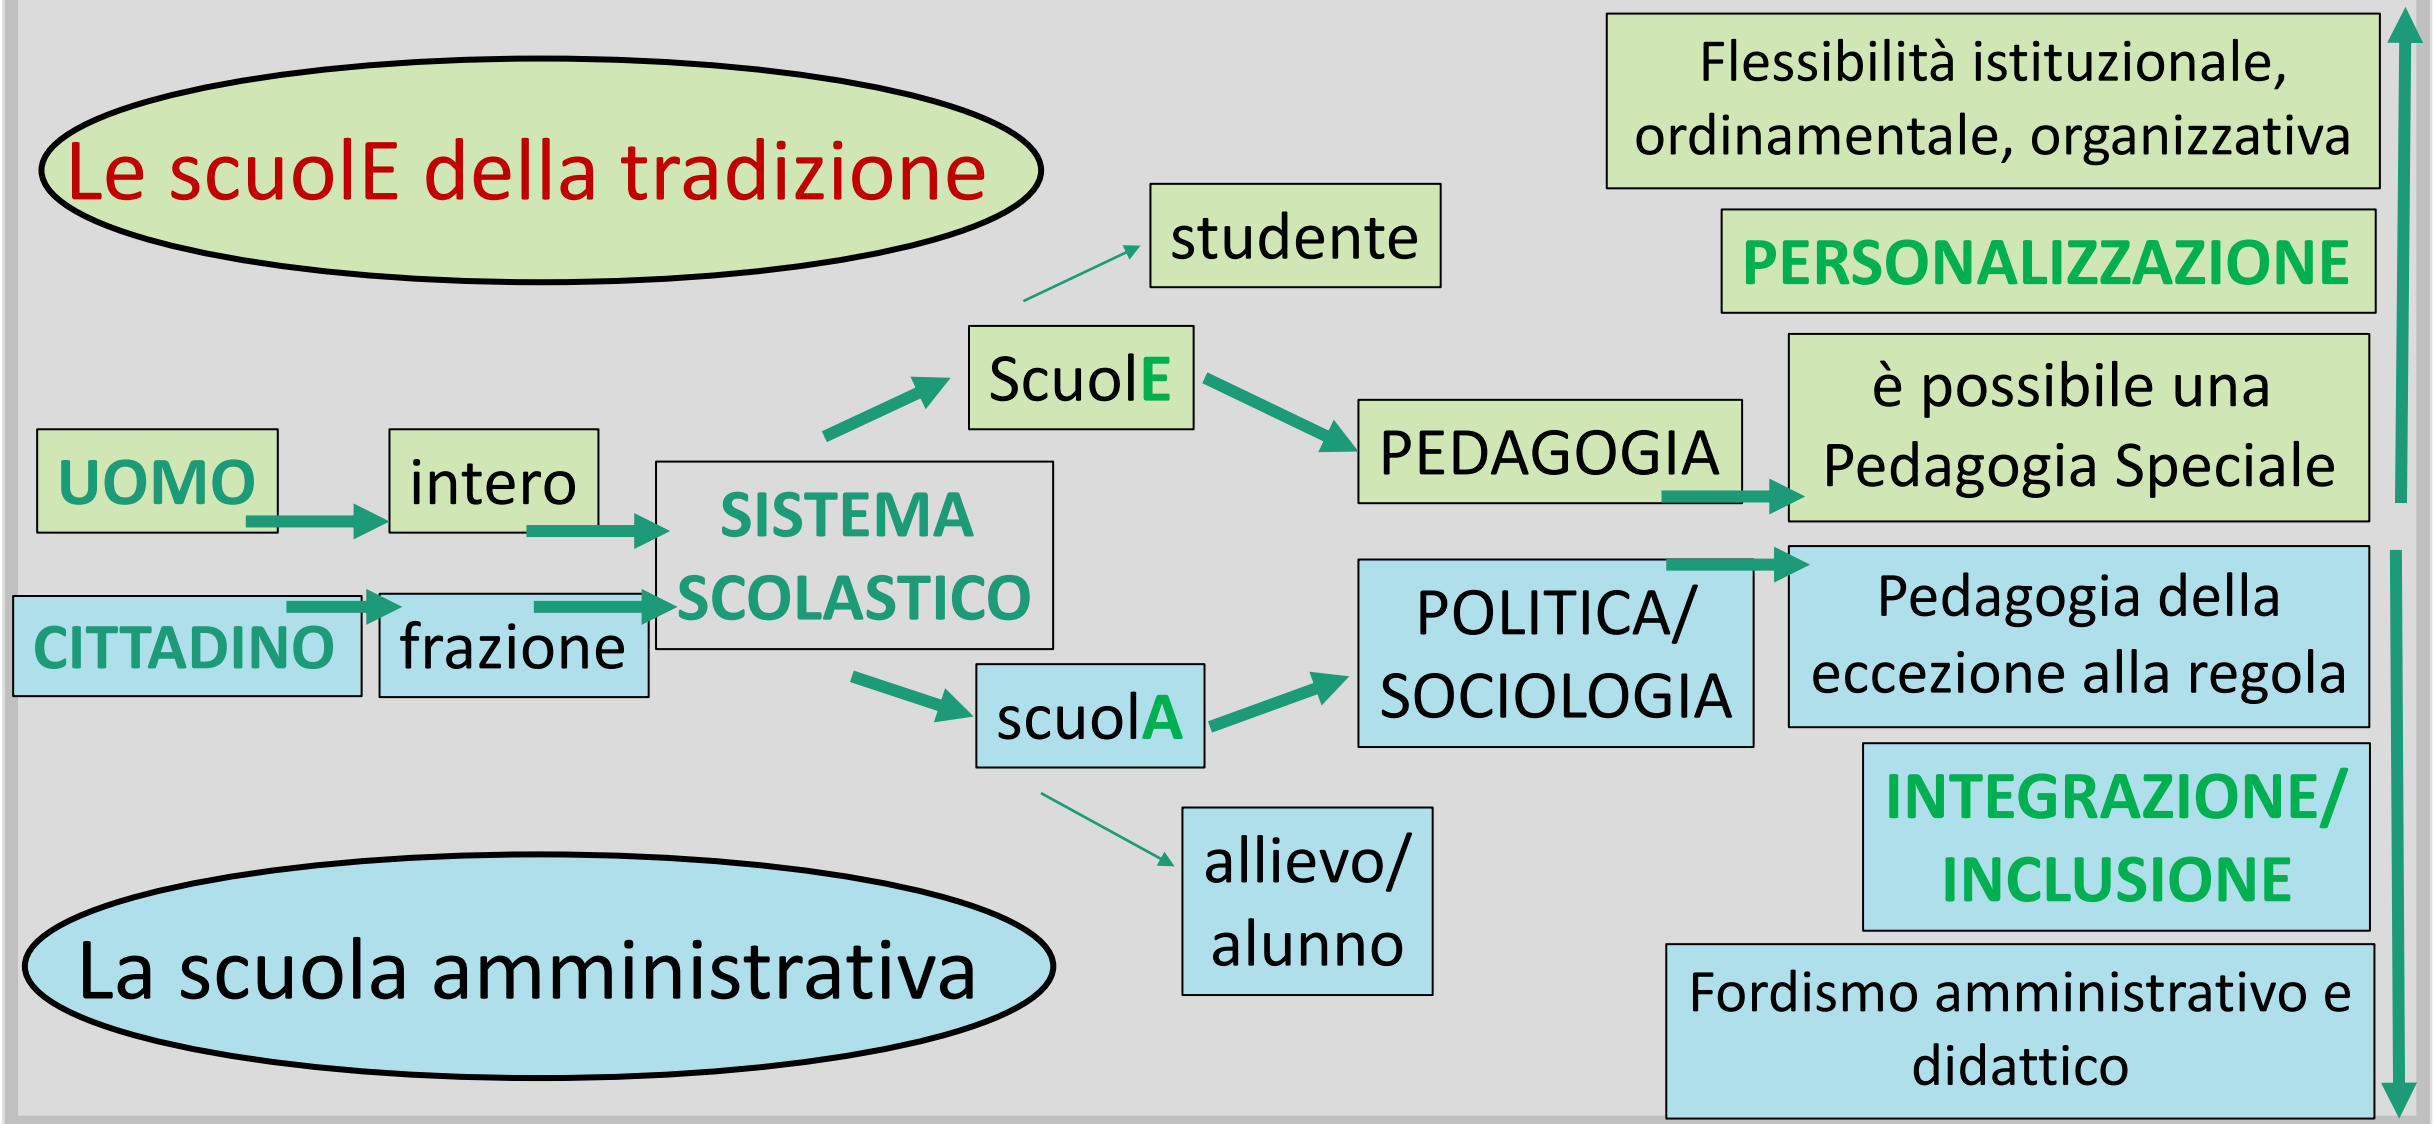 Le scuolE della tradizione
Flessibilità istituzionale,
ordinamentale, organizzativa
studente
PERSONALIZZAZIONE
ScuolE
è possibile una
Pedagogia Speciale
PEDAGOGIA
UOMO
intero
SISTEMA
SCOLASTICO
CITTADINO
frazione
POLITICA/
SOCIOLOGIA
Pedagogia della
eccezione alla regola
scuolA
INTEGRAZIONE/
INCLUSIONE
allievo/
alunno
La scuola amministrativa
Fordismo amministrativo e
didattico